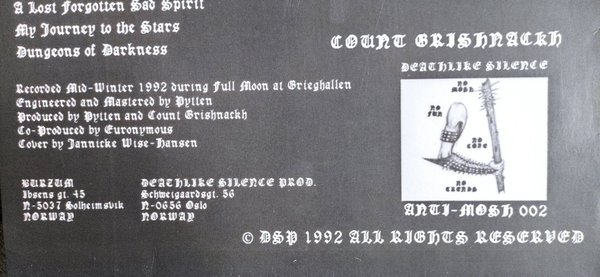 A Lost Forgotten Sad Spirit
My Journey to the Stars
Dungeons of Darkness
Recorded Mid-Winter 1992 during Full Moon at Grieghallen
Engineered and Mastered by Pytten
Produced by Pytten and Count Grishnackh
Co-Produced by Euronymous
Cover by Jannicke Wise-Hansen
BURZUM
Ibsens gt. 45
N-5037 Solheimsvik
NORWAY
DEATHLIKE SILENCE PROD.
Schweigaardsgt. 56
N-0656 Oslo
NORWAY
COUNT GRISHNACKH
DEATHLIKE SILENCE
NO
MOSH
NO
FUN
NO
CORE
NO
TRENDS
ANTI-MOSH 002
© DSP 1992 ALL RIGHTS RESERVED